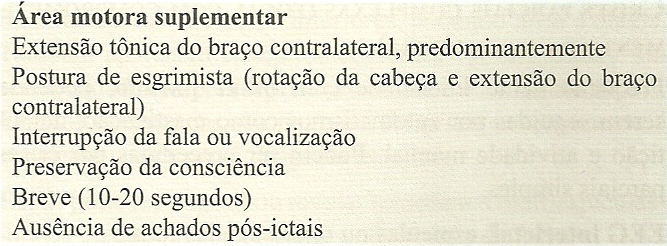 Área motora suplementar
Extensão tônica do braço contralateral, predominantemente
Postura de esgrimista (rotação da cabeça e extensão do braço
contralateral)
Interrupção da fala ou vocalização
Preservação da consciência
Breve (10-20 segundos)
Ausência de achados pós-ictais